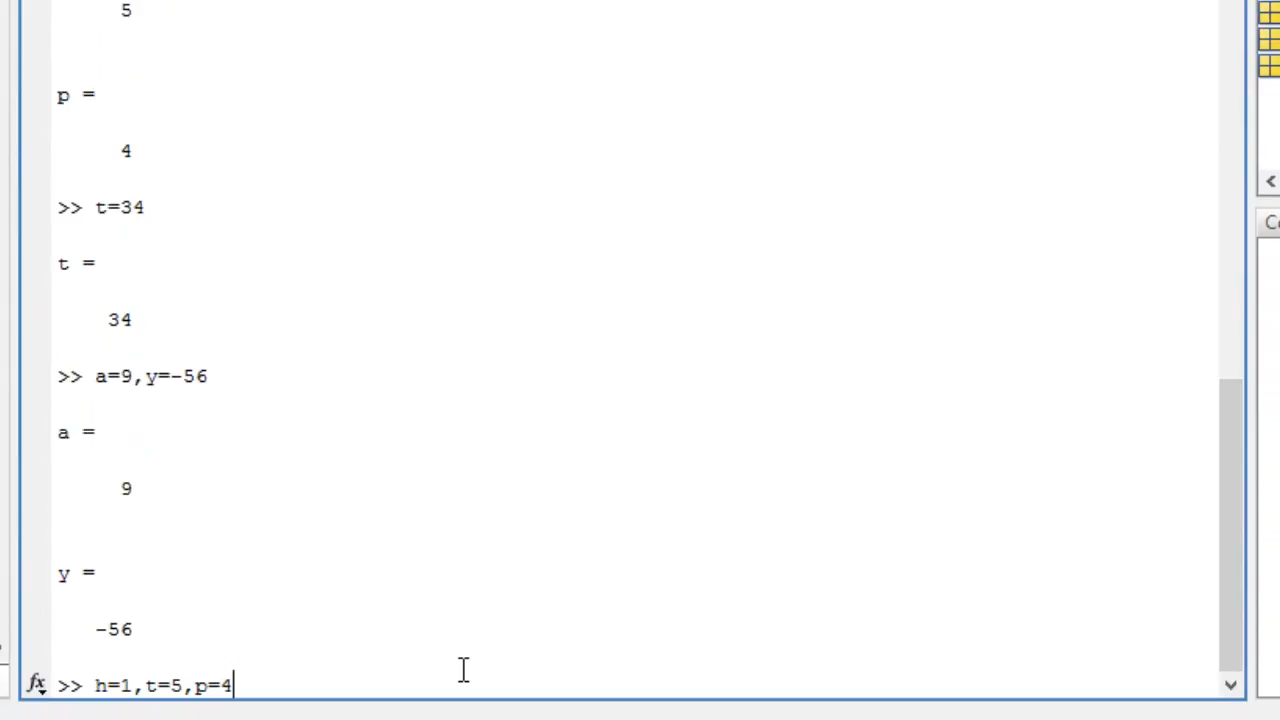 5
p =
4
>> t=34
t =
34
>> a=9,y=-56
a =
9
y =
-56
fx >> h=1,t=5,p=4